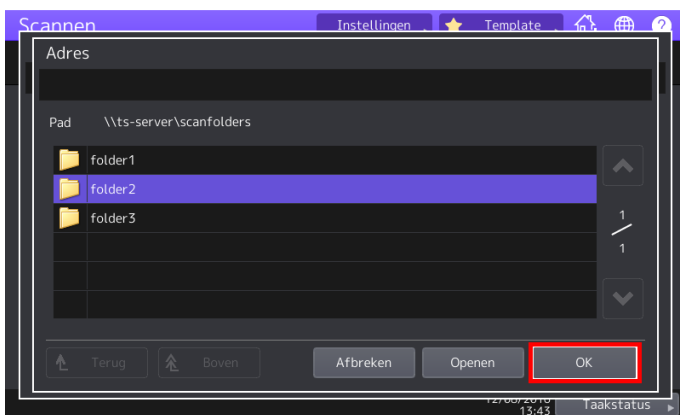 Scannen Instellingen Template ?
Adres
Pad \\ts-server\scanfolders
folder1
folder2
folder3
1
1
Terug Boven Afbreken Openen OK
13:43 Taakstatus